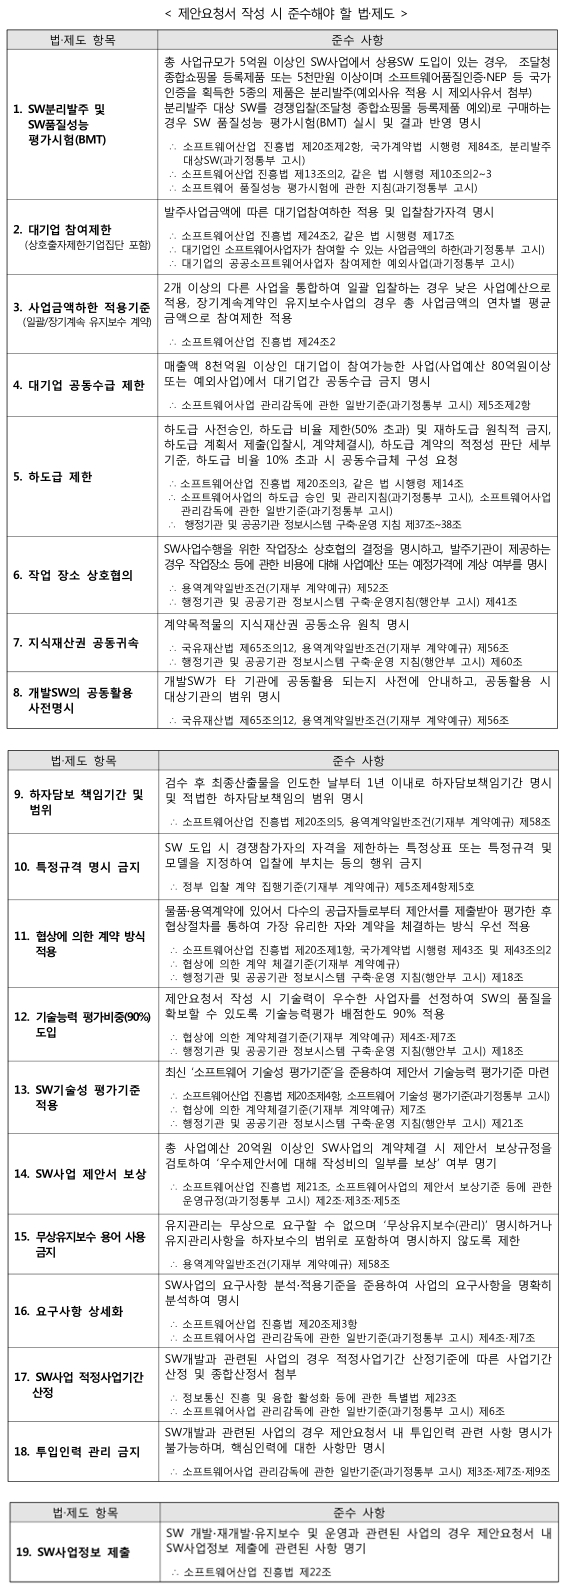 < 제안요청서 작성 시 준수해야 할 법·제도 >
법·제도 항목
준수 사항
1. SW분리발주 및
SW품질성능
평가시험(BMT)
총 사업규모가 5억원 이상인 SW사업에서 상용SW 도입이 있는 경우, 조달청
종합쇼핑몰 등록제품 또는 5천만원 이상이며 소프트웨어품질인증·NEP 등 국가
인증을 획득한 5종의 제품은 분리발주(예외사유 적용 시 제외사유서 첨부)
분리발주 대상 SW를 경쟁입찰(조달청 종합쇼핑몰 등록제품 예외)로 구매하는
경우 SW 품질성능 평가시험(BMT) 실시 및 결과 반영 명시
∴ 소프트웨어산업 진흥법 제20조제2항, 국가계약법 시행령 제84조, 분리발주
대상SW(과기정통부 고시)
∴ 소프트웨어산업 진흥법 제13조의2, 같은 법 시행령 제10조의2~3
∴ 소프트웨어 품질성능 평가시험에 관한 지침(과기정통부 고시)
2. 대기업 참여제한
(상호출자제한기업집단 포함)
발주사업금액에 따른 대기업참여하한 적용 및 입찰참가자격 명시
∴ 소프트웨어산업 진흥법 제24조2, 같은 법 시행령 제17조
∴ 대기업인 소프트웨어사업자가 참여할 수 있는 사업금액의 하한(과기정통부 고시)
∴ 대기업의 공공소프트웨어사업자 참여제한 예외사업(과기정통부 고시)
3. 사업금액하한 적용기준
(일괄/장기계속 유지보수 계약)
2개 이상의 다른 사업을 통합하여 일괄 입찰하는 경우 낮은 사업예산으로
적용, 장기계속계약인 유지보수사업의 경우 총 사업금액의 연차별 평균
금액으로 참여제한 적용
∴ 소프트웨어산업 진흥법 제24조2
4. 대기업 공동수급 제한
매출액 8천억원 이상인 대기업이 참여가능한 사업(사업예산 80억원이상
또는 예외사업)에서 대기업간 공동수급 금지 명시
∴ 소프트웨어사업 관리감독에 관한 일반기준(과기정통부 고시) 제5조제2항
5. 하도급 제한
하도급 사전승인, 하도급 비율 제한(50% 초과) 및 재하도급 원칙적 금지,
하도급 계획서 제출(입찰시, 계약체결시), 하도급 계약의 적정성 판단 세부
기준, 하도급 비율 10% 초과 시 공동수급체 구성 요청
∴ 소프트웨어산업 진흥법 제20조의3, 같은 법 시행령 제14조
∴ 소프트웨어사업의 하도급 승인 및 관리지침(과기정통부 고시), 소프트웨어사업
관리감독에 관한 일반기준(과기정통부 고시)
∴ 행정기관 및 공공기관 정보시스템 구축·운영 지침 제37조~38조
6. 작업 장소 상호협의
SW사업수행을 위한 작업장소 상호협의 결정을 명시하고, 발주기관이 제공하는
경우 작업장소 등에 관한 비용에 대해 사업예산 또는 예정가격에 계상 여부를 명시
∴ 용역계약일반조건(기재부 계약예규) 제52조
∴ 행정기관 및 공공기관 정보시스템 구축·운영지침(행안부 고시) 제41조
7. 지식재산권 공동귀속
계약목적물의 지식재산권 공동소유 원칙 명시
∴ 국유재산법 제65조의12, 용역계약일반조건(기재부 계약예규) 제56조
∴ 행정기관 및 공공기관 정보시스템 구축·운영 지침(행안부 고시) 제60조
8. 개발SW의 공동활용
사전명시
개발SW가 타 기관에 공동활용 되는지 사전에 안내하고, 공동활용 시
대상기관의 범위 명시
∴ 국유재산법 제65조의12, 용역계약일반조건(기재부 계약예규) 제56조
법·제도 항목
준수 사항
9. 하자담보 책임기간 및
범위
검수 후 최종산출물을 인도한 날부터 1년 이내로 하자담보책임기간 명시
및 적법한 하자담보책임의 범위 명시
∴ 소프트웨어산업 진흥법 제20조의5, 용역계약일반조건(기재부 계약예규) 제58조
10. 특정규격 명시 금지
SW 도입 시 경쟁참가자의 자격을 제한하는 특정상표 또는 특정규격 및
모델을 지정하여 입찰에 부치는 등의 행위 금지
∴ 정부 입찰 계약 집행기준(기재부 계약예규) 제5조제4항제5호
11. 협상에 의한 계약 방식
적용
물품·용역계약에 있어서 다수의 공급자들로부터 제안서를 제출받아 평가한 후
협상절차를 통하여 가장 유리한 자와 계약을 체결하는 방식 우선 적용
∴ 소프트웨어산업 진흥법 제20조제1항, 국가계약법 시행령 제43조 및 제43조의2
∴ 협상에 의한 계약 체결기준(기재부 계약예규)
∴ 행정기관 및 공공기관 정보시스템 구축·운영 지침(행안부 고시) 제18조
12. 기술능력 평가비중(90%)
도입
제안요청서 작성 시 기술력이 우수한 사업자를 선정하여 SW의 품질을
확보할 수 있도록 기술능력평가 배점한도 90% 적용
∴ 협상에 의한 계약체결기준(기재부 계약예규) 제4조·제7조
∴ 행정기관 및 공공기관 정보시스템 구축·운영 지침(행안부 고시) 제18조
13. SW기술성 평가기준
적용
최신 '소프트웨어 기술성 평가기준'을 준용하여 제안서 기술능력 평가기준 마련
∴ 소프트웨어산업 진흥법 제20조제4항, 소프트웨어 기술성 평가기준(과기정통부 고시)
∴ 협상에 의한 계약체결기준(기재부 계약예규) 제7조
∴ 행정기관 및 공공기관 정보시스템 구축·운영 지침(행안부 고시) 제21조
14. SW사업 제안서 보상
총 사업예산 20억원 이상인 SW사업의 계약체결 시 제안서 보상규정을
검토하여 '우수제안서에 대해 작성비의 일부를 보상' 여부 명기
∴ 소프트웨어산업 진흥법 제21조, 소프트웨어사업의 제안서 보상기준 등에 관한
운영규정(과기정통부 고시) 제2조·제3조·제5조
15. 무상유지보수 용어 사용
금지
유지관리는 무상으로 요구할 수 없으며 '무상유지보수(관리)' 명시하거나
유지관리사항을 하자보수의 범위로 포함하여 명시하지 않도록 제한
∴ 용역계약일반조건(기재부 계약예규) 제58조
16. 요구사항 상세화
SW사업의 요구사항 분석·적용기준을 준용하여 사업의 요구사항을 명확히
분석하여 명시
∴ 소프트웨어산업 진흥법 제20조제3항
∴ 소프트웨어사업 관리감독에 관한 일반기준(과기정통부 고시) 제4조·제7조
17. SW사업 적정사업기간
산정
SW개발과 관련된 사업의 경우 적정사업기간 산정기준에 따른 사업기간
산정 및 종합산정서 첨부
∴ 정보통신 진흥 및 융합 활성화 등에 관한 특별법 제23조
∴ 소프트웨어사업 관리감독에 관한 일반기준(과기정통부 고시) 제6조
18. 투입인력 관리 금지
SW개발과 관련된 사업의 경우 제안요청서 내 투입인력 관련 사항 명시가
불가능하며, 핵심인력에 대한 사항만 명시
∴ 소프트웨어사업 관리감독에 관한 일반기준(과기정통부 고시) 제3조·제7조·제9조
법·제도 항목
준수 사항
19. SW사업정보 제출
SW 개발·재개발·유지보수 및 운영과 관련된 사업의 경우 제안요청서 내
SW사업정보 제출에 관련된 사항 명기
∴ 소프트웨어산업 진흥법 제22조